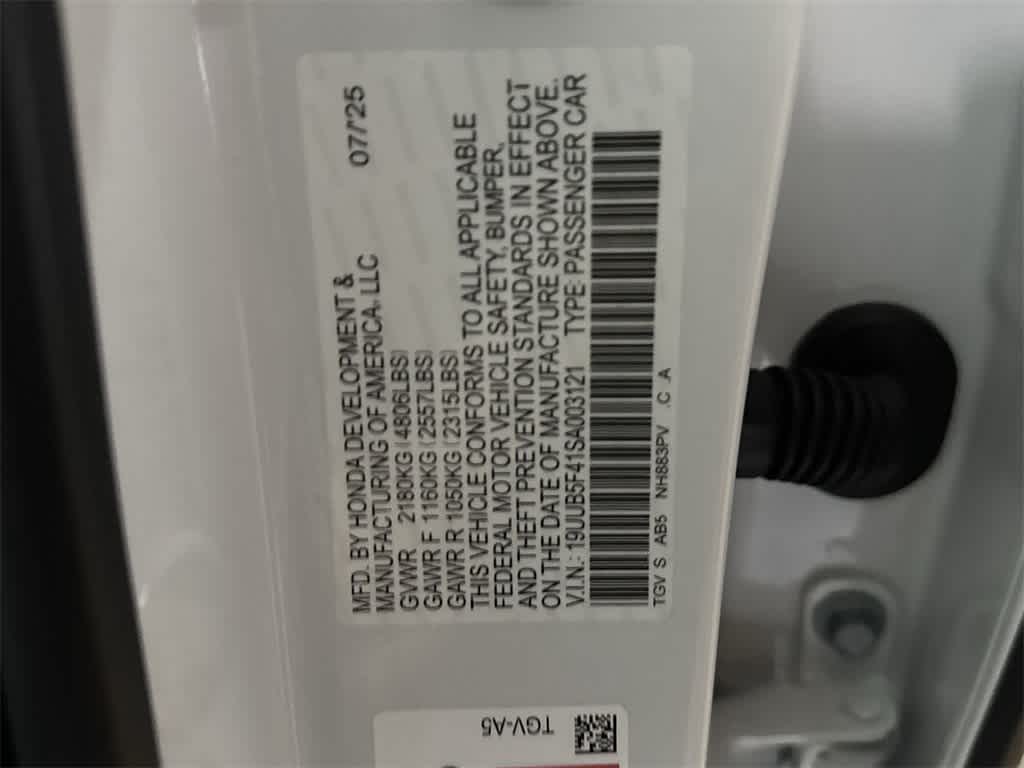 MFD. BY HONDA DEVELOPMENT &
MANUFACTURING OF AMERICA, LLC 07/'25
GVWR 2180KG(4806LBS)
GAWR F 1160KG(2557LBS)
GAWR R 1050KG(2315LBS)
THIS VEHICLE CONFORMS TO ALL APPLICABLE
FEDERAL MOTOR VEHICLE SAFETY, BUMPER,
AND THEFT PREVENTION STANDARDS IN EFFECT
ON THE DATE OF MANUFACTURE SHOWN ABOVE.
V.I.N.: 19UUB5F41SA003121 TYPE: PASSENGER CAR
TGV S AB5 NH883PV .C A
TGV-A5